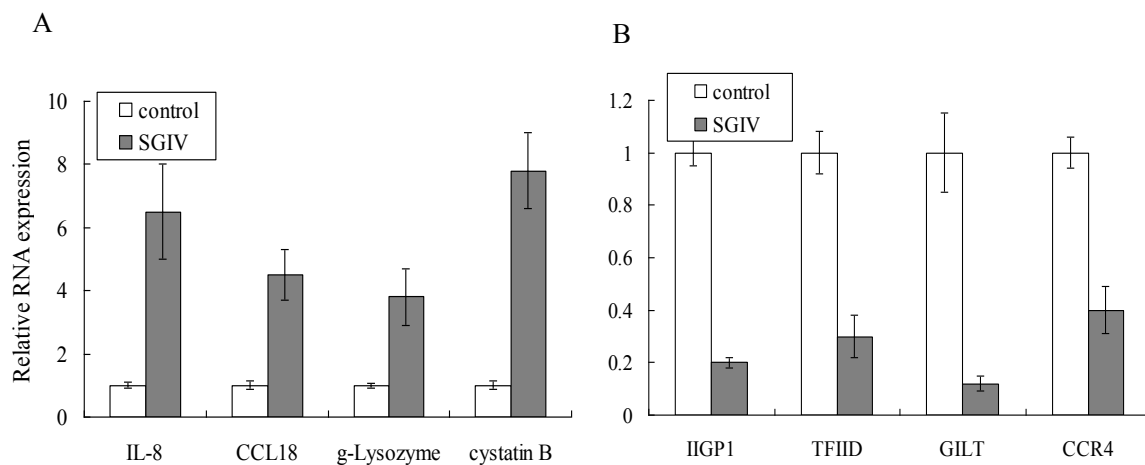 A
control
SGIV
Relative RNA expression
10
8
6
4
2
0
IL-8 CCL18 g-Lysozyme cystatin B
B
control
SGIV
1.2
1
0.8
0.6
0.4
0.2
0
IIGP1 TFIID GILT CCR4